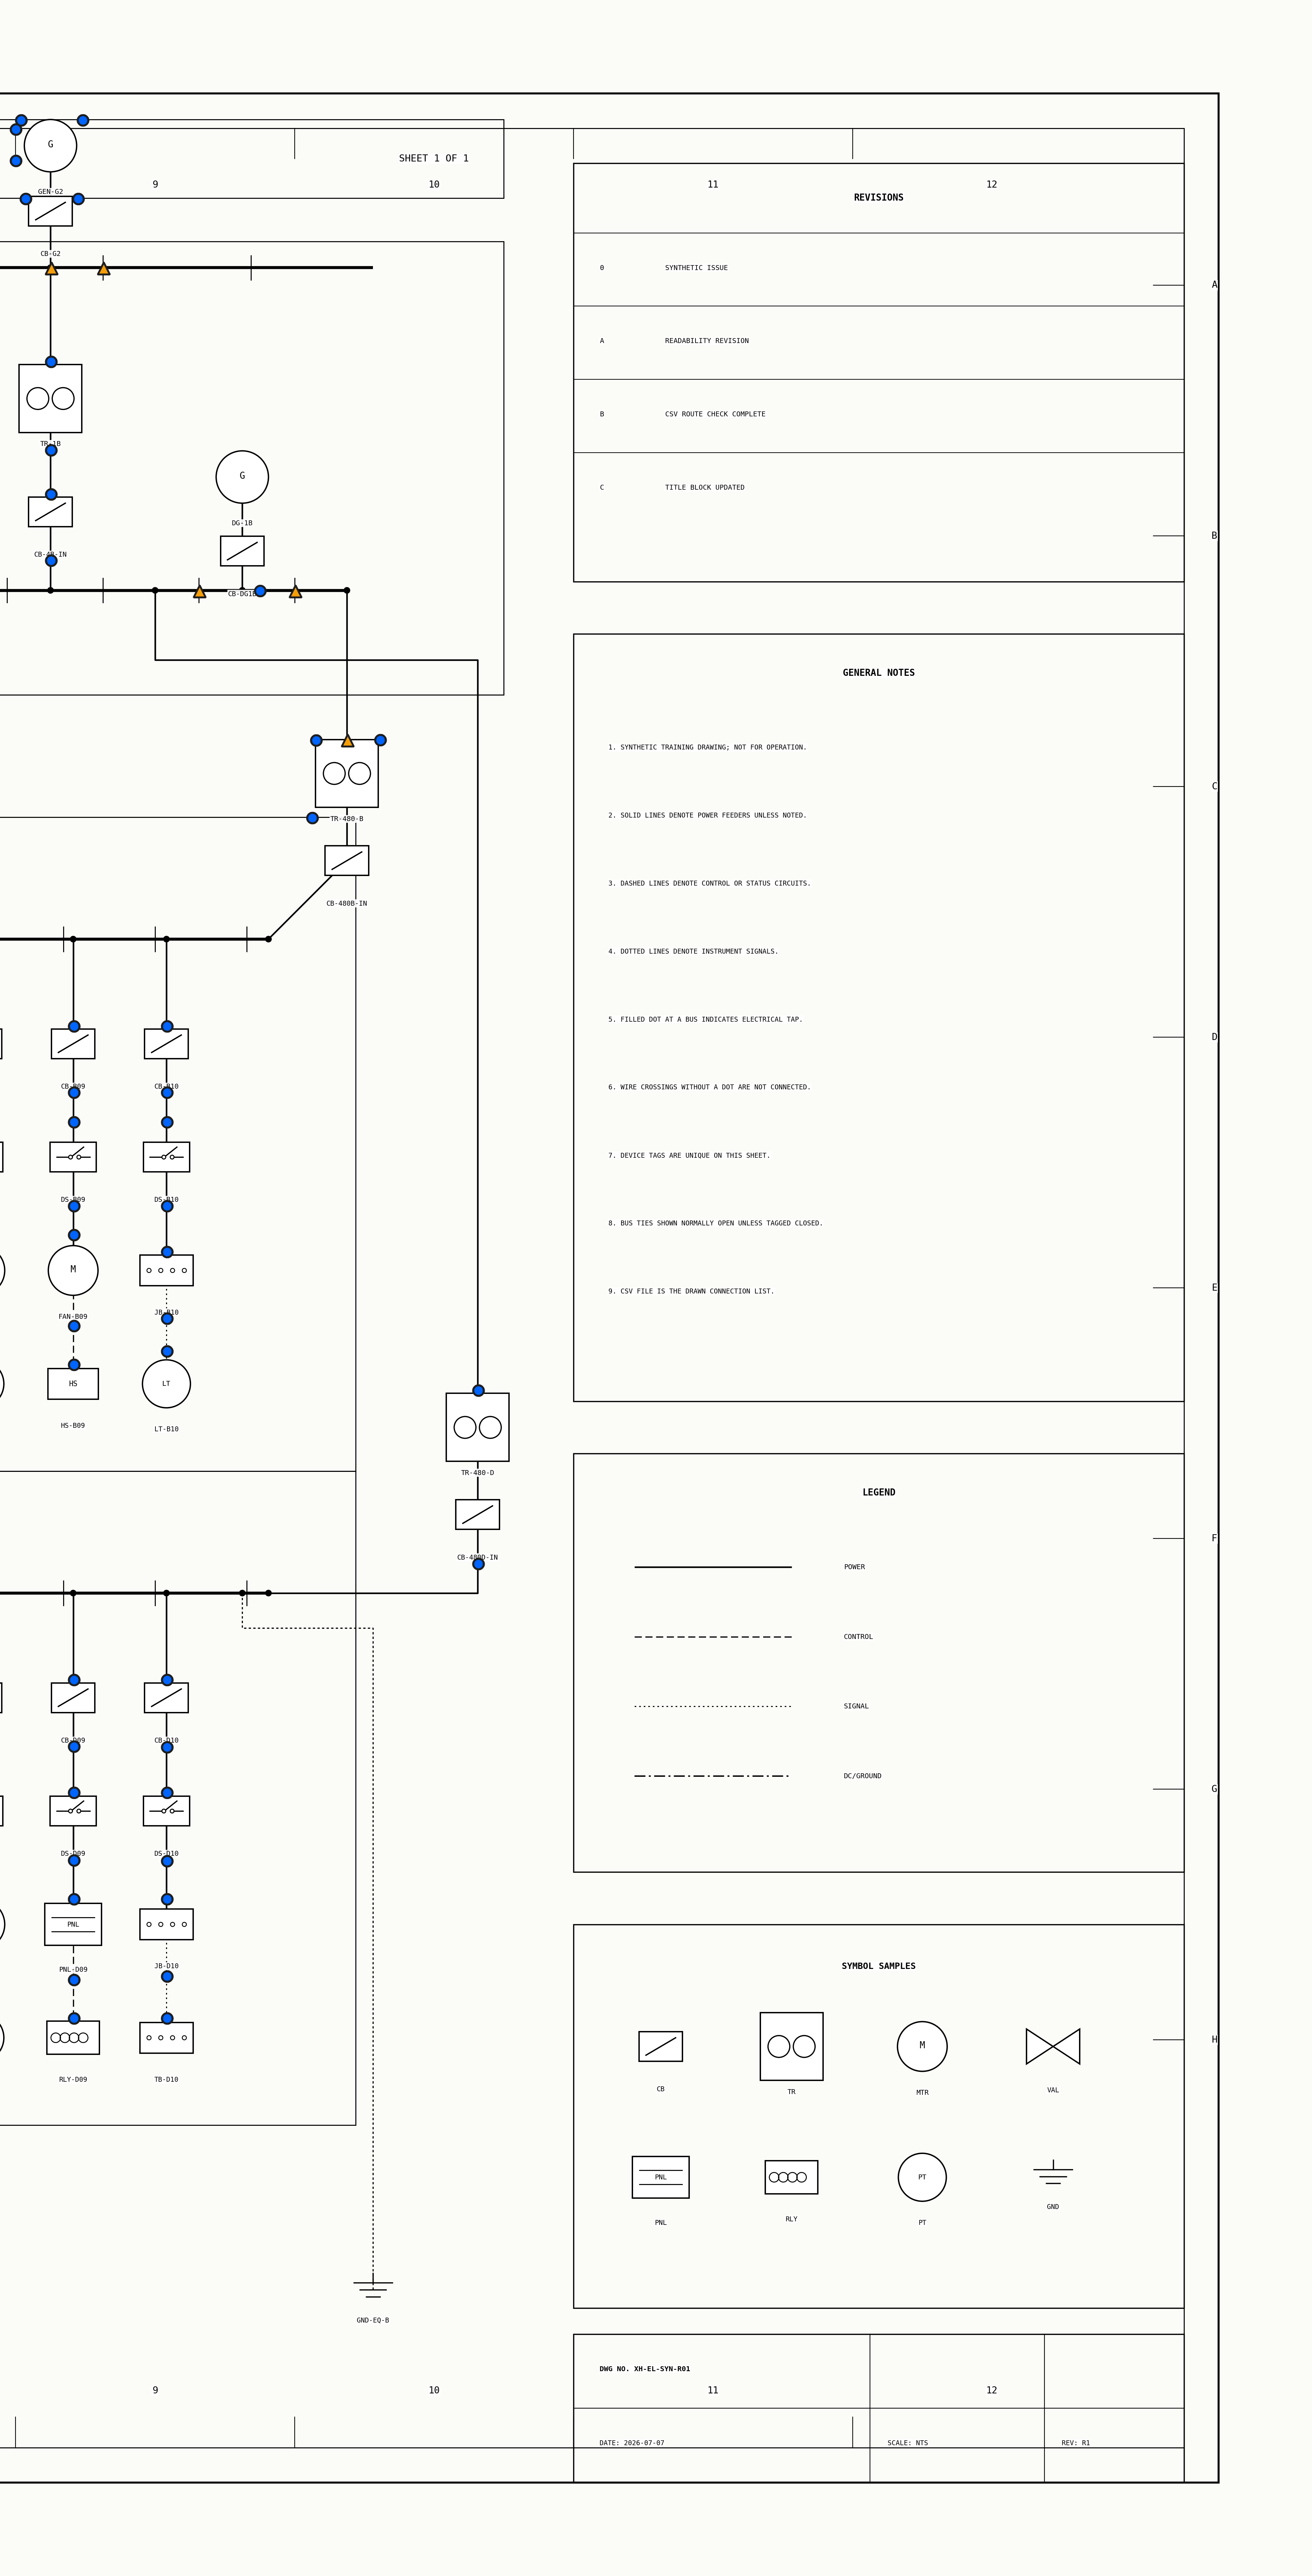 G
SHEET 1 OF 1
GEN-G2
9
10
11
12
REVISIONS
CB-G2
0 SYNTHETIC ISSUE
A
A READABILITY REVISION
B CSV ROUTE CHECK COMPLETE
TR-1B
G
C TITLE BLOCK UPDATED
DG-1B
B
CB-DG1B
GENERAL NOTES
1. SYNTHETIC TRAINING DRAWING; NOT FOR OPERATION.
C
2. SOLID LINES DENOTE POWER FEEDERS UNLESS NOTED.
TR-480-B
3. DASHED LINES DENOTE CONTROL OR STATUS CIRCUITS.
CB-480B-IN
4. DOTTED LINES DENOTE INSTRUMENT SIGNALS.
5. FILLED DOT AT A BUS INDICATES ELECTRICAL TAP.
D
6. WIRE CROSSINGS WITHOUT A DOT ARE NOT CONNECTED.
CB-B09
CB-B10
7. DEVICE TAGS ARE UNIQUE ON THIS SHEET.
DS-B09
DS-B10
8. BUS TIES SHOWN NORMALLY OPEN UNLESS TAGGED CLOSED.
M
E
9. CSV FILE IS THE DRAWN CONNECTION LIST.
JB-B10
FAN-B09
HS
LT
HS-B09
LT-B10
TR-480-D
LEGEND
F
CB-480D-IN
POWER
CONTROL
SIGNAL
CB-D09
CB-D10
DC/GROUND
G
DS-D09
DS-D10
PNL
PNL-D09
JB-D10
SYMBOL SAMPLES
H
M
RLY-D09
TB-D10
CB
TR
MTR
VAL
PNL
PT
PNL
RLY
PT
GND
GND-EQ-B
DWG NO. XH-EL-SYN-R01
9
10
11
12
DATE: 2026-07-07
SCALE: NTS
REV: R1